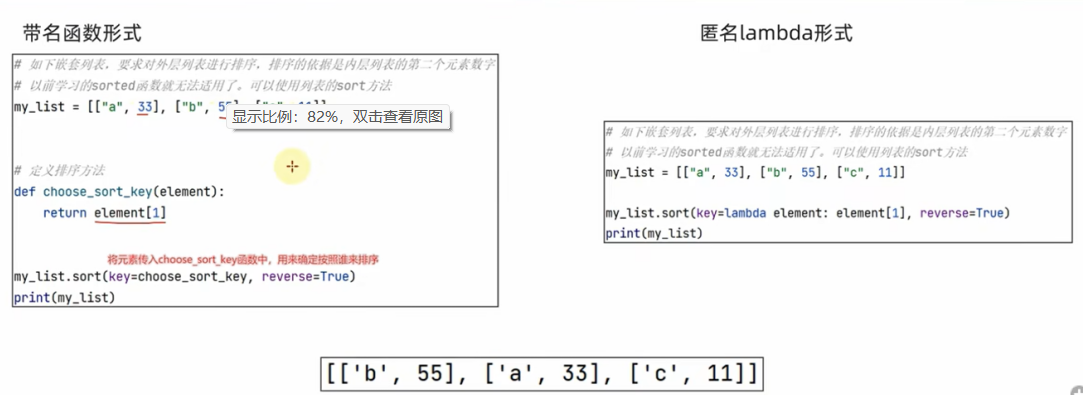 带名函数形式
# 如下嵌套列表，要求对外层列表进行排序，排序的依据是内层列表的第二个元素数字
# 以前学习的sorted函数就无法适用了。可以使用列表的sort方法
my_list = [["a", 33], ["b", 55], ["c", 11]]
显示比例：82%，双击查看原图
# 定义排序方法
def choose_sort_key(element):
    return element[1]
将元素传入choose_sort_key函数中，用来确定按照谁来排序
my_list.sort(key=choose_sort_key, reverse=True)
print(my_list)
匿名lambda形式
# 如下嵌套列表，要求对外层列表进行排序，排序的依据是内层列表的第二个元素数字
# 以前学习的sorted函数就无法适用了。可以使用列表的sort方法
my_list = [["a", 33], ["b", 55], ["c", 11]]
my_list.sort(key=lambda element: element[1], reverse=True)
print(my_list)
[['b', 55], ['a', 33], ['c', 11]]